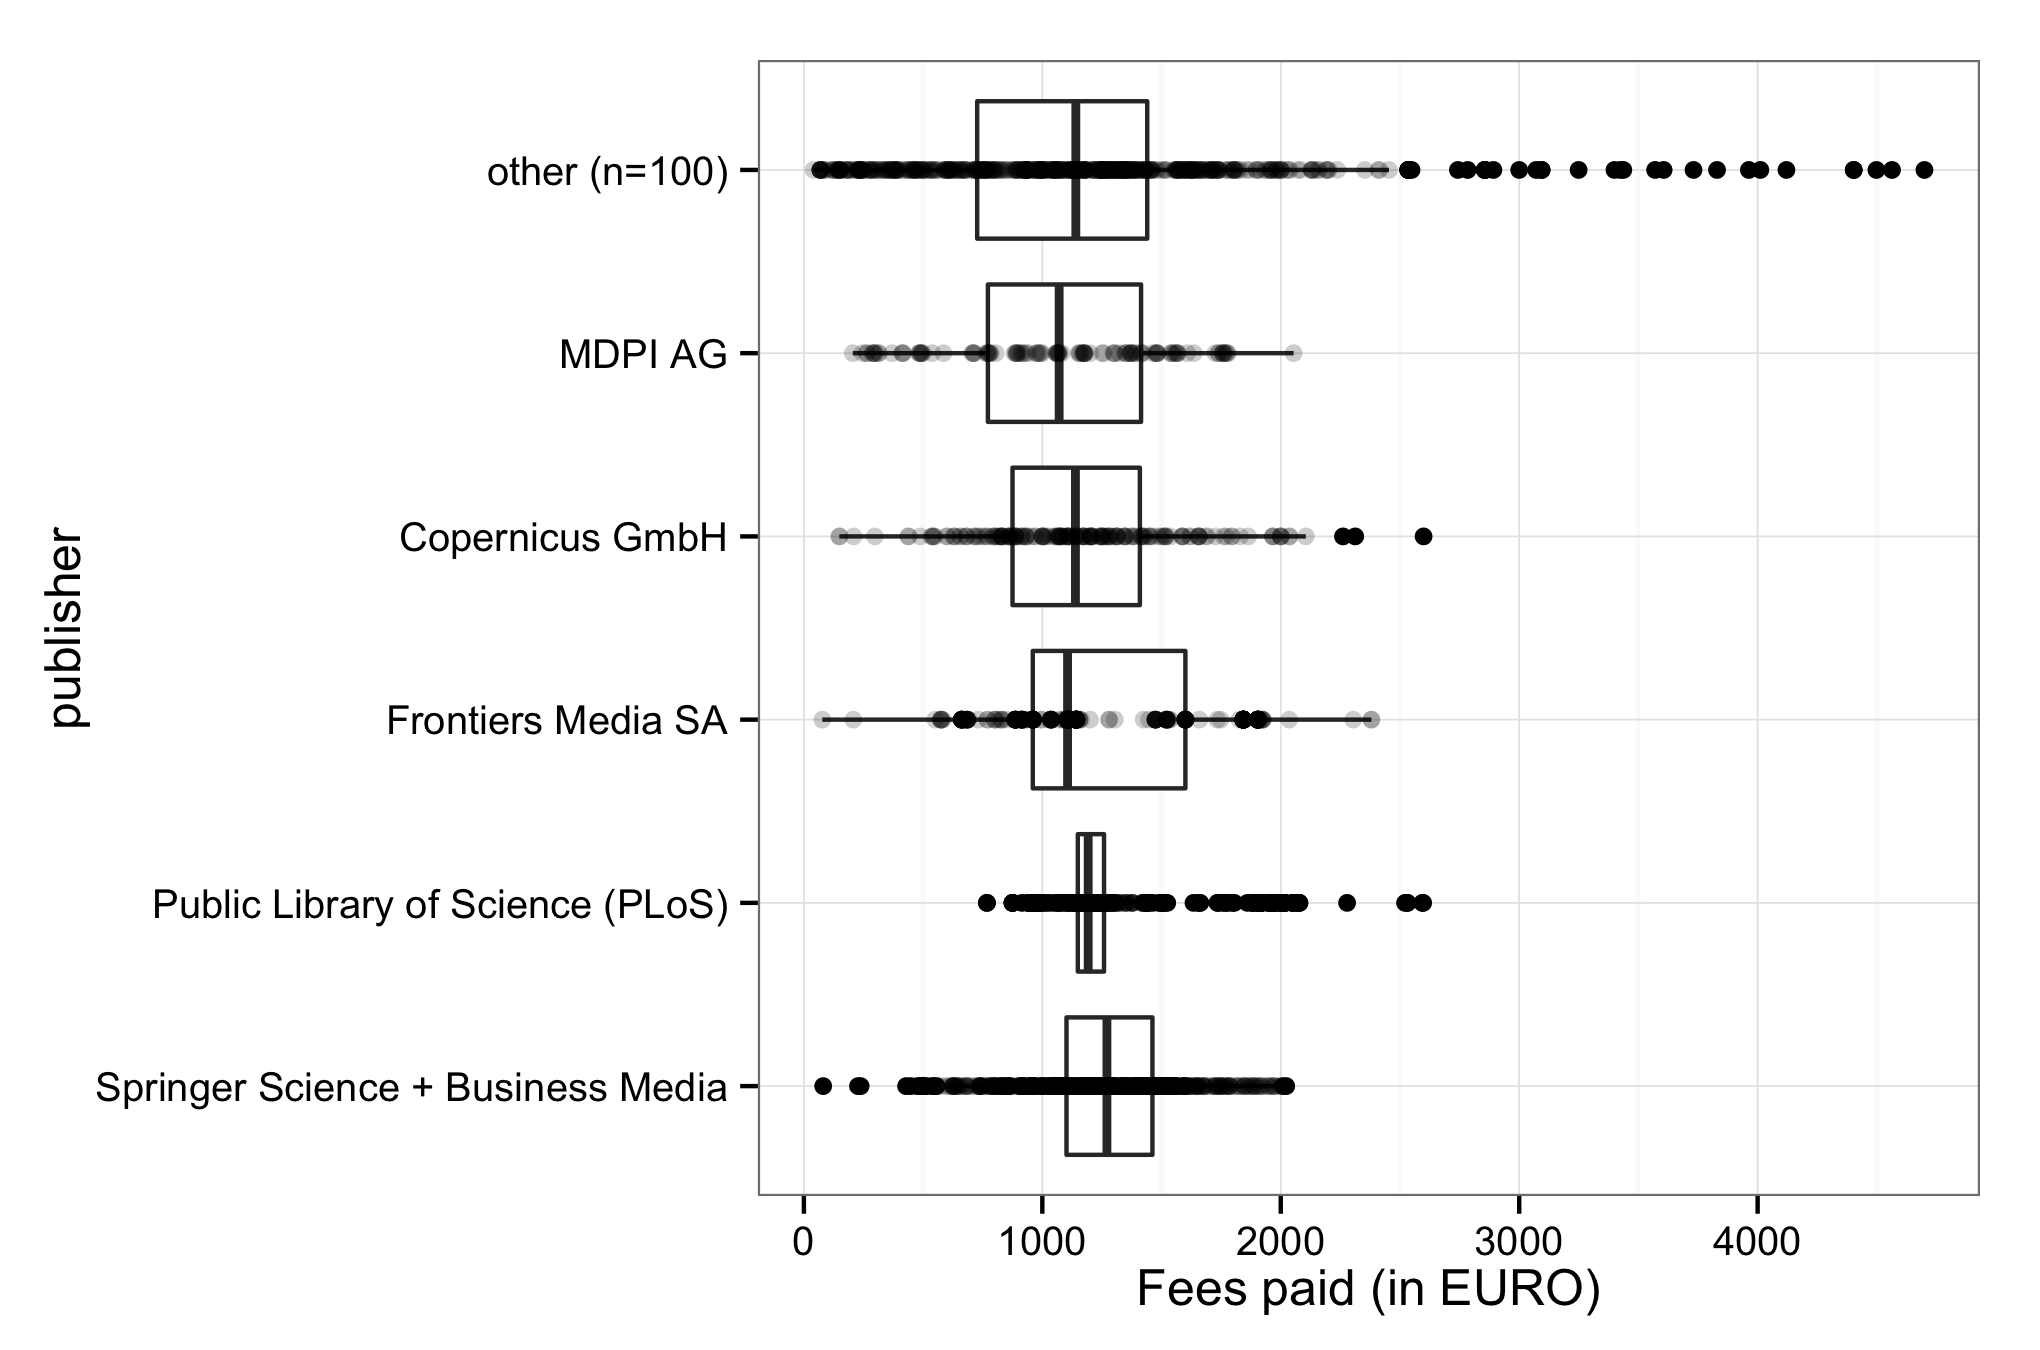 other (n=100)
MDPI AG
Copernicus GmbH
Frontiers Media SA
Public Library of Science (PLoS)
Springer Science + Business Media
publisher
0 1000 2000 3000 4000
Fees paid (in EURO)